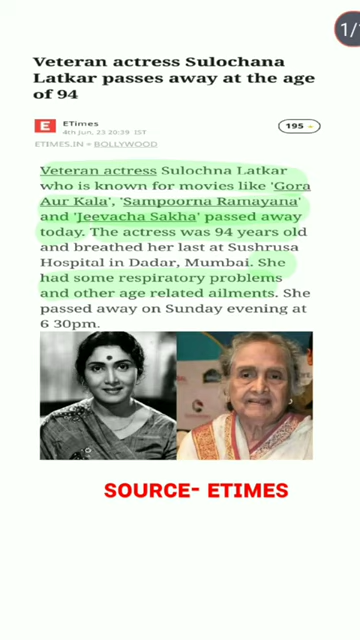 1/
Veteran actress Sulochana
Latkar passes away at the age
of 94
E
ETimes
4th Jun, 23 20:39 IST
195
ETIMES.IN = BOLLYWOOD
Veteran actress Sulochna Latkar
who is known for movies like 'Gora
Aur Kala', 'Sampoorna Ramayana'
and 'Jeevacha Sakha' passed away
today. The actress was 94 years old
and breathed her last at Sushrusa
Hospital in Dadar, Mumbai. She
had some respiratory problems
and other age related ailments. She
passed away on Sunday evening at
6 30pm.
SOURCE- ETIMES